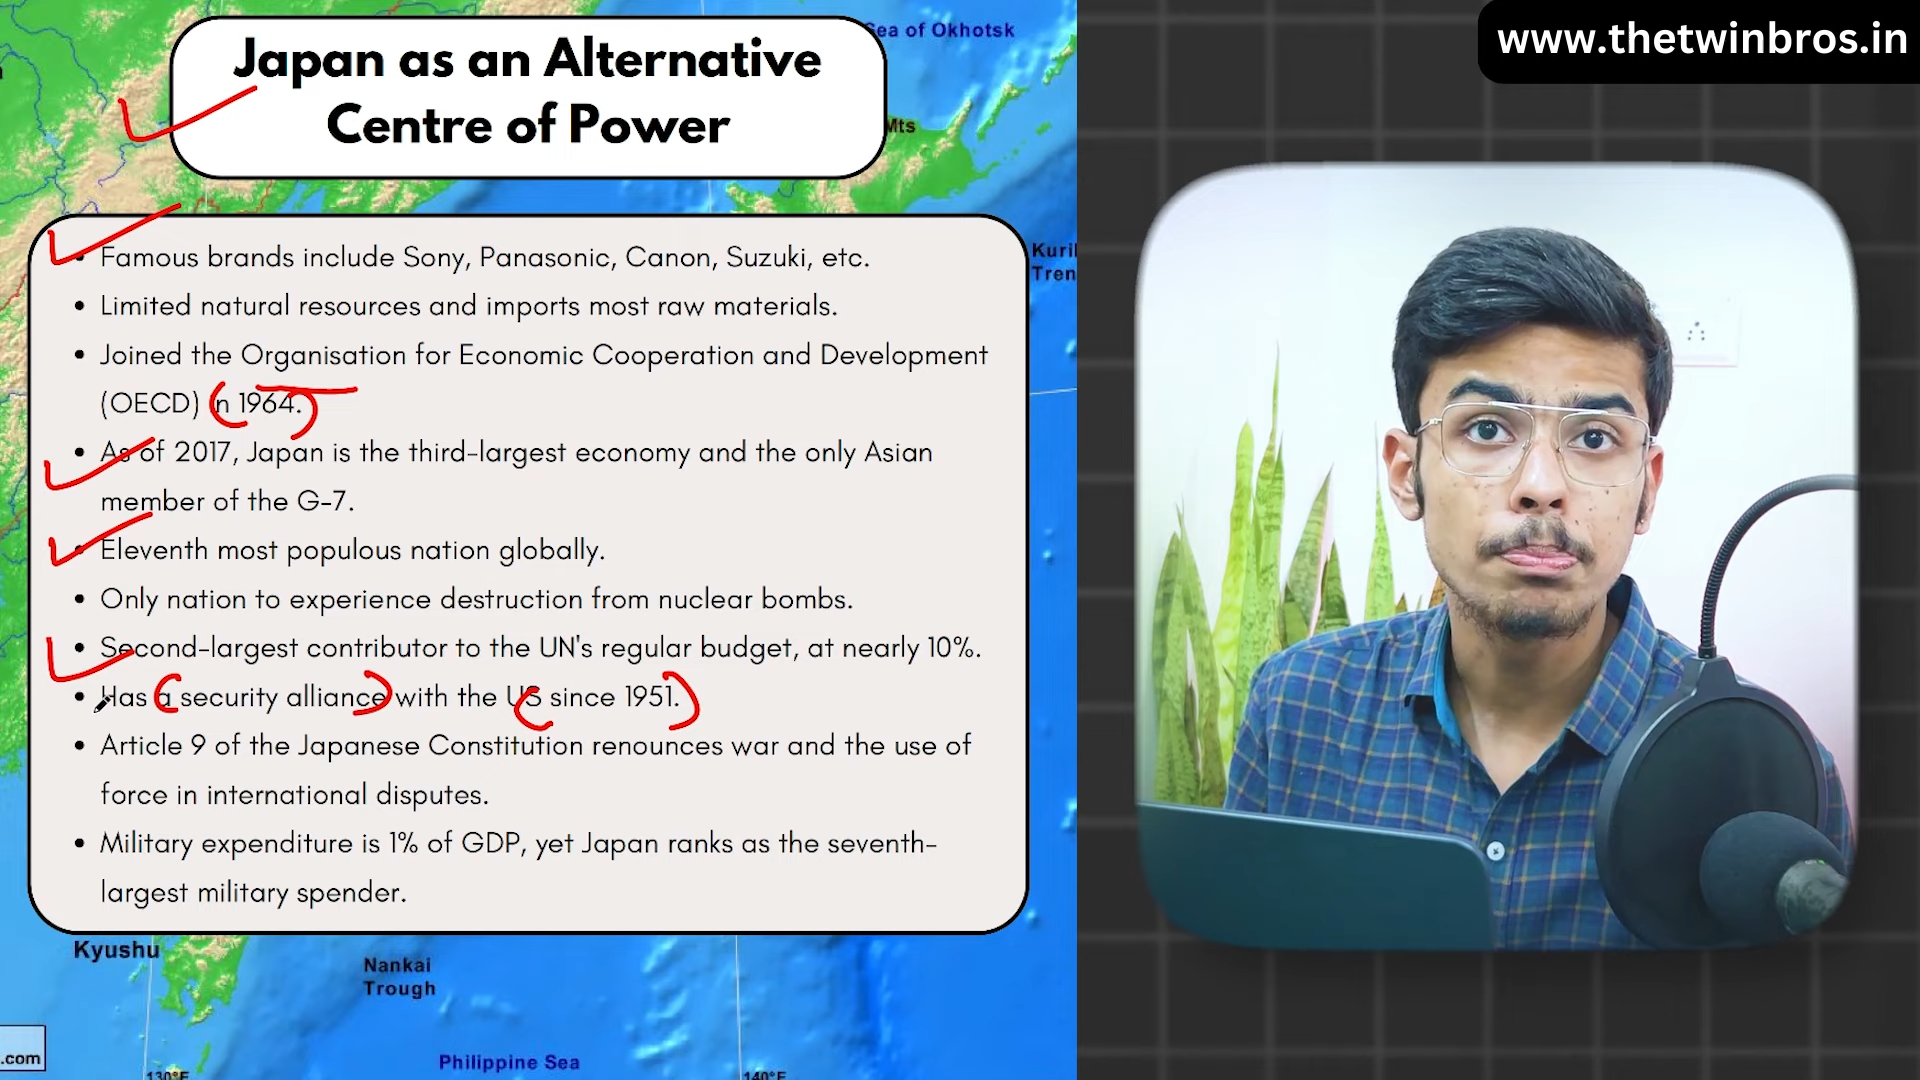 www.thetwinbros.in
Sea of Okhotsk
Japan as an Alternative
Centre of Power
Mts
Kuril
Tren
• Famous brands include Sony, Panasonic, Canon, Suzuki, etc.
• Limited natural resources and imports most raw materials.
• Joined the Organisation for Economic Cooperation and Development
(OECD) in 1964.
• As of 2017, Japan is the third-largest economy and the only Asian
member of the G-7.
• Eleventh most populous nation globally.
• Only nation to experience destruction from nuclear bombs.
• Second-largest contributor to the UN's regular budget, at nearly 10%.
• Has a security alliance with the US since 1951.
• Article 9 of the Japanese Constitution renounces war and the use of
force in international disputes.
• Military expenditure is 1% of GDP, yet Japan ranks as the seventh-
largest military spender.
Kyushu
Nankai
Trough
.com
Philippine Sea
130°E
140°E